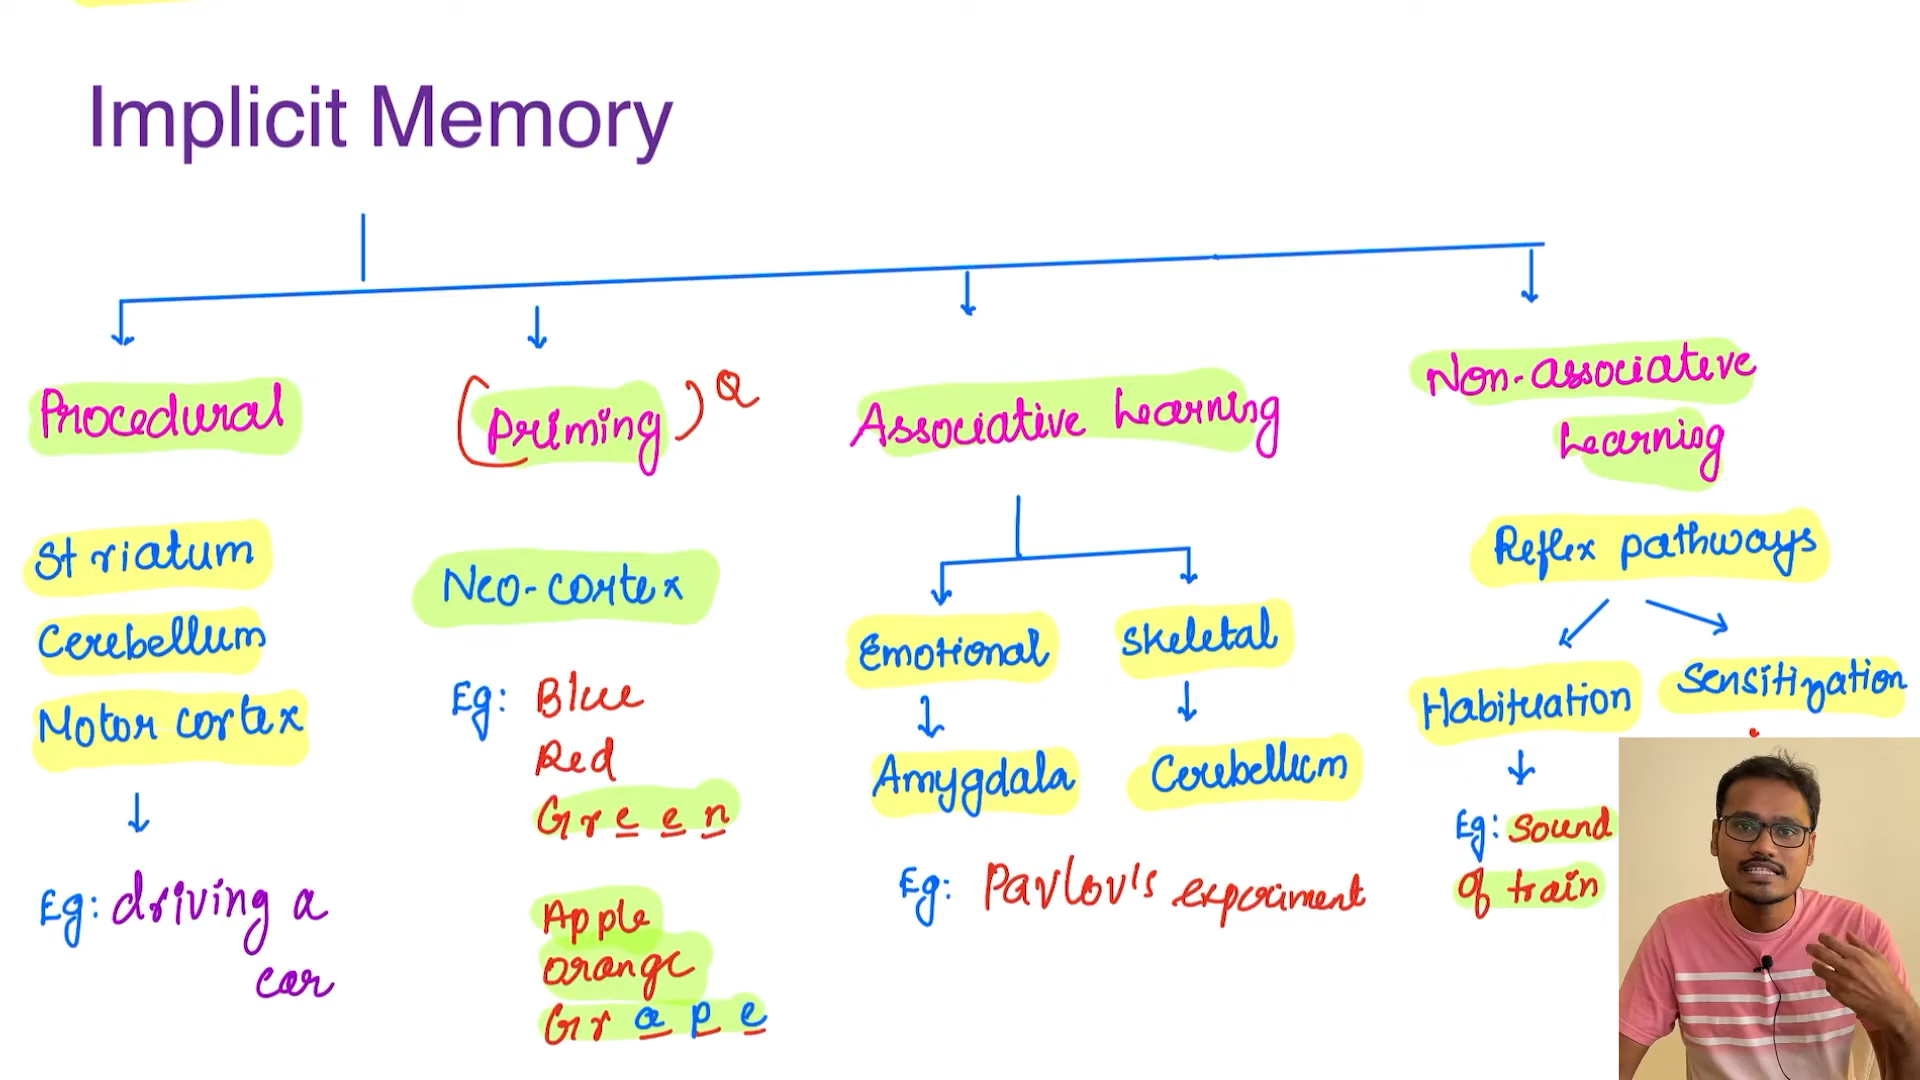 Implicit Memory
Procedural
Striatum
Cerebellum
Motor cortex
Eg: driving a
car
(Priming) Q
Neo-cortex
Eg: Blue
Red
Green
Apple
Orange
Grape
Associative Learning
Emotional
Skeletal
Amygdala
Cerebellum
Eg: Pavlov's experiment
Non-associative
Learning
Reflex pathways
Habituation
Sensitization
Eg: sound
of train